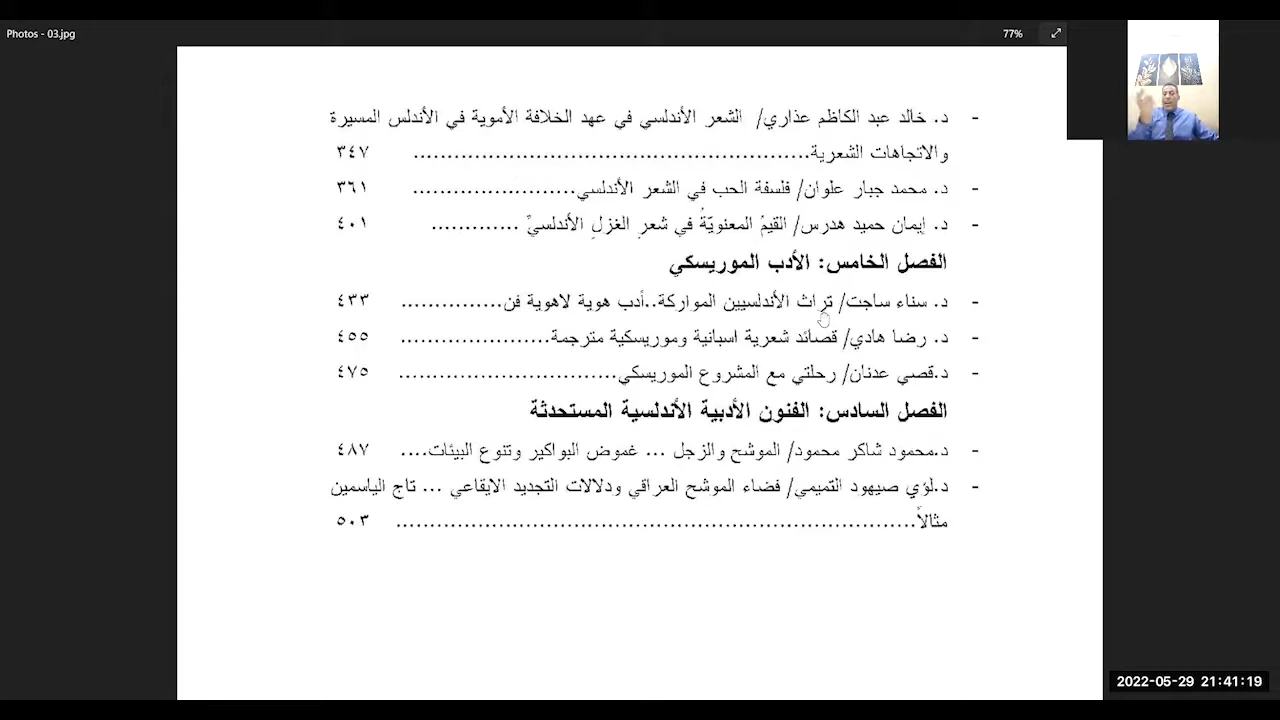 Photos - 03.jpg
77%
- د. خالد عبد الكاظم عذاري/ الشعر الأندلسي في عهد الخلافة الأموية في الأندلس المسيرة
والاتجاهات الشعرية............................................................ ٣٤٧
- د. محمد جبار علوان/ فلسفة الحب في الشعر الأندلسي........................ ٣٦١
- د. إيمان حميد هدرس/ القيمُ المعنويّةُ في شعرِ الغزلِ الأندلسيِّ ............. ٤٠١
الفصل الخامس: الأدب الموريسكي
- د. سناء ساجت/ تراث الأندلسيين المواركة..أدب هوية لاهوية فن............... ٤٣٣
- د. رضا هادي/ قصائد شعرية اسبانية وموريسكية مترجمة...................... ٤٥٥
- د.قصي عدنان/ رحلتي مع المشروع الموريسكي................................ ٤٧٥
الفصل السادس: الفنون الأدبية الأندلسية المستحدثة
- د.محمود شاكر محمود/ الموشح والزجل ... غموض البواكير وتنوع البيئات.... ٤٨٧
- د.لؤي صيهود التميمي/ فضاء الموشح العراقي ودلالات التجديد الايقاعي ... تاج الياسمين
مثالاً.............................................................................. ٥٠٣
2022-05-29 21:41:19